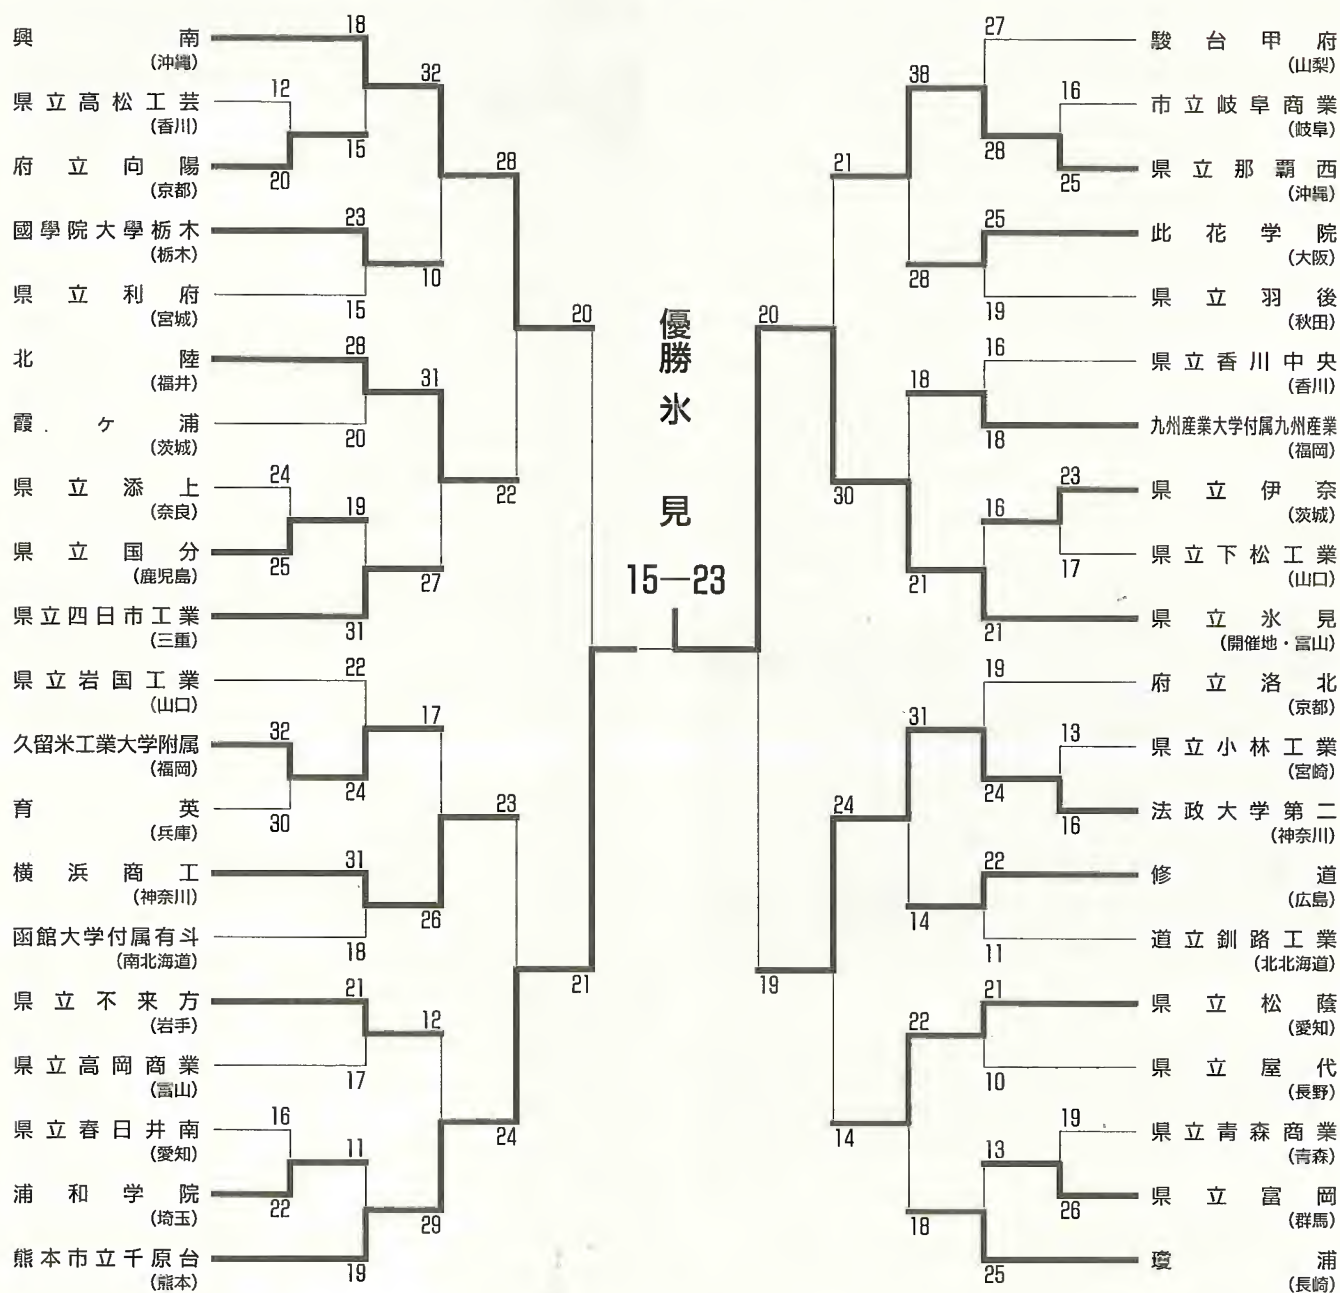 興南
(沖縄)
県立高松工芸
(香川)
府立向陽
(京都)
國學院大學栃木
(栃木)
県立利府
(宮城)
北陸
(福井)
霞ヶ浦
(茨城)
県立添上
(奈良)
県立国分
(鹿児島)
県立四日市工業
(三重)
県立岩国工業
(山口)
久留米工業大学附属
(福岡)
育英
(兵庫)
横浜商工
(神奈川)
函館大学付属有斗
(南北海道)
県立不来方
(岩手)
県立高岡商業
(富山)
県立春日井南
(愛知)
浦和学院
(埼玉)
熊本市立千原台
(熊本)
18
12
15
20
23
15
28
20
24
19
25
31
22
32
24
30
31
18
21
17
16
11
22
19
32
10
31
27
17
26
12
29
28
22
23
24
20
21
優勝 氷見
15—23
20
19
21
30
24
14
38
28
18
21
31
14
22
18
27
16
28
25
25
19
16
18
23
16
17
21
19
13
24
16
22
11
21
10
19
13
26
25
駿台甲府
(山梨)
市立岐阜商業
(岐阜)
県立那覇西
(沖縄)
此花学院
(大阪)
県立羽後
(秋田)
県立香川中央
(香川)
九州産業大学付属九州産業
(福岡)
県立伊奈
(茨城)
県立下松工業
(山口)
県立氷見
(開催地・富山)
府立洛北
(京都)
県立小林工業
(宮崎)
法政大学第二
(神奈川)
修道
(広島)
道立釧路工業
(北北海道)
県立松蔭
(愛知)
県立屋代
(長野)
県立青森商業
(青森)
県立富岡
(群馬)
瓊浦
(長崎)